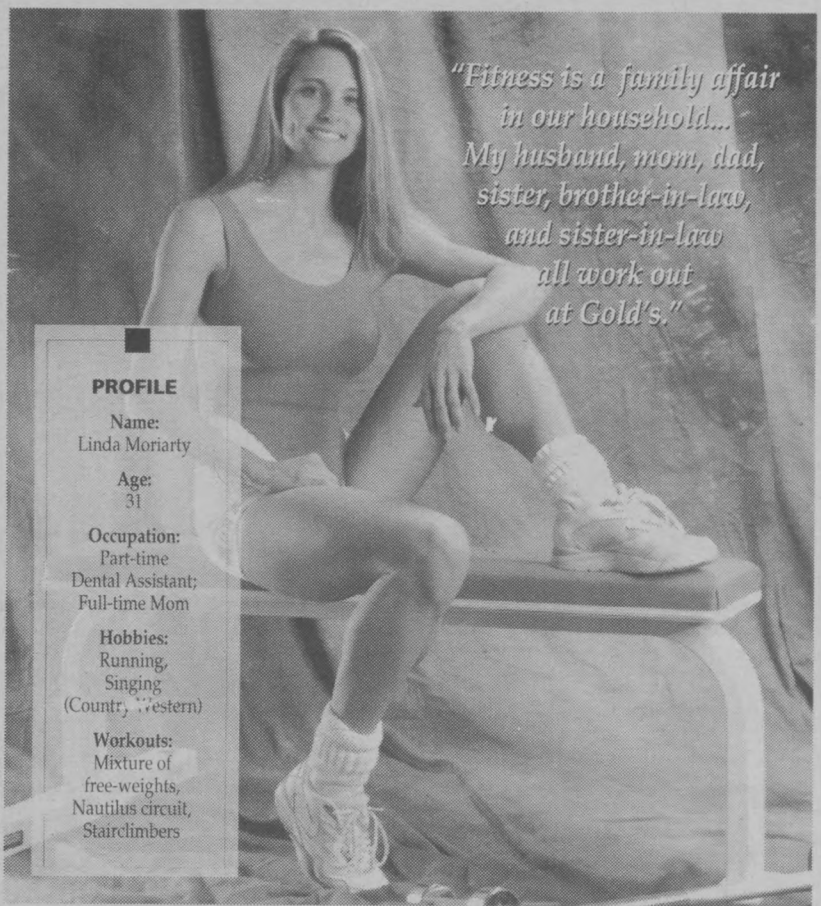 "Fitness is a family affair
in our household...
My husband, mom, dad,
sister, brother-in-law,
and sister-in-law
all work out
at Gold's."
PROFILE
Name:
Linda Moriarty
Age:
31
Occupation:
Part-time
Dental Assistant;
Full-time Mom
Hobbies:
Running,
Singing
(Country Western)
Workouts:
Mixture of
free-weights,
Nautilus circuit,
Stairclimbers